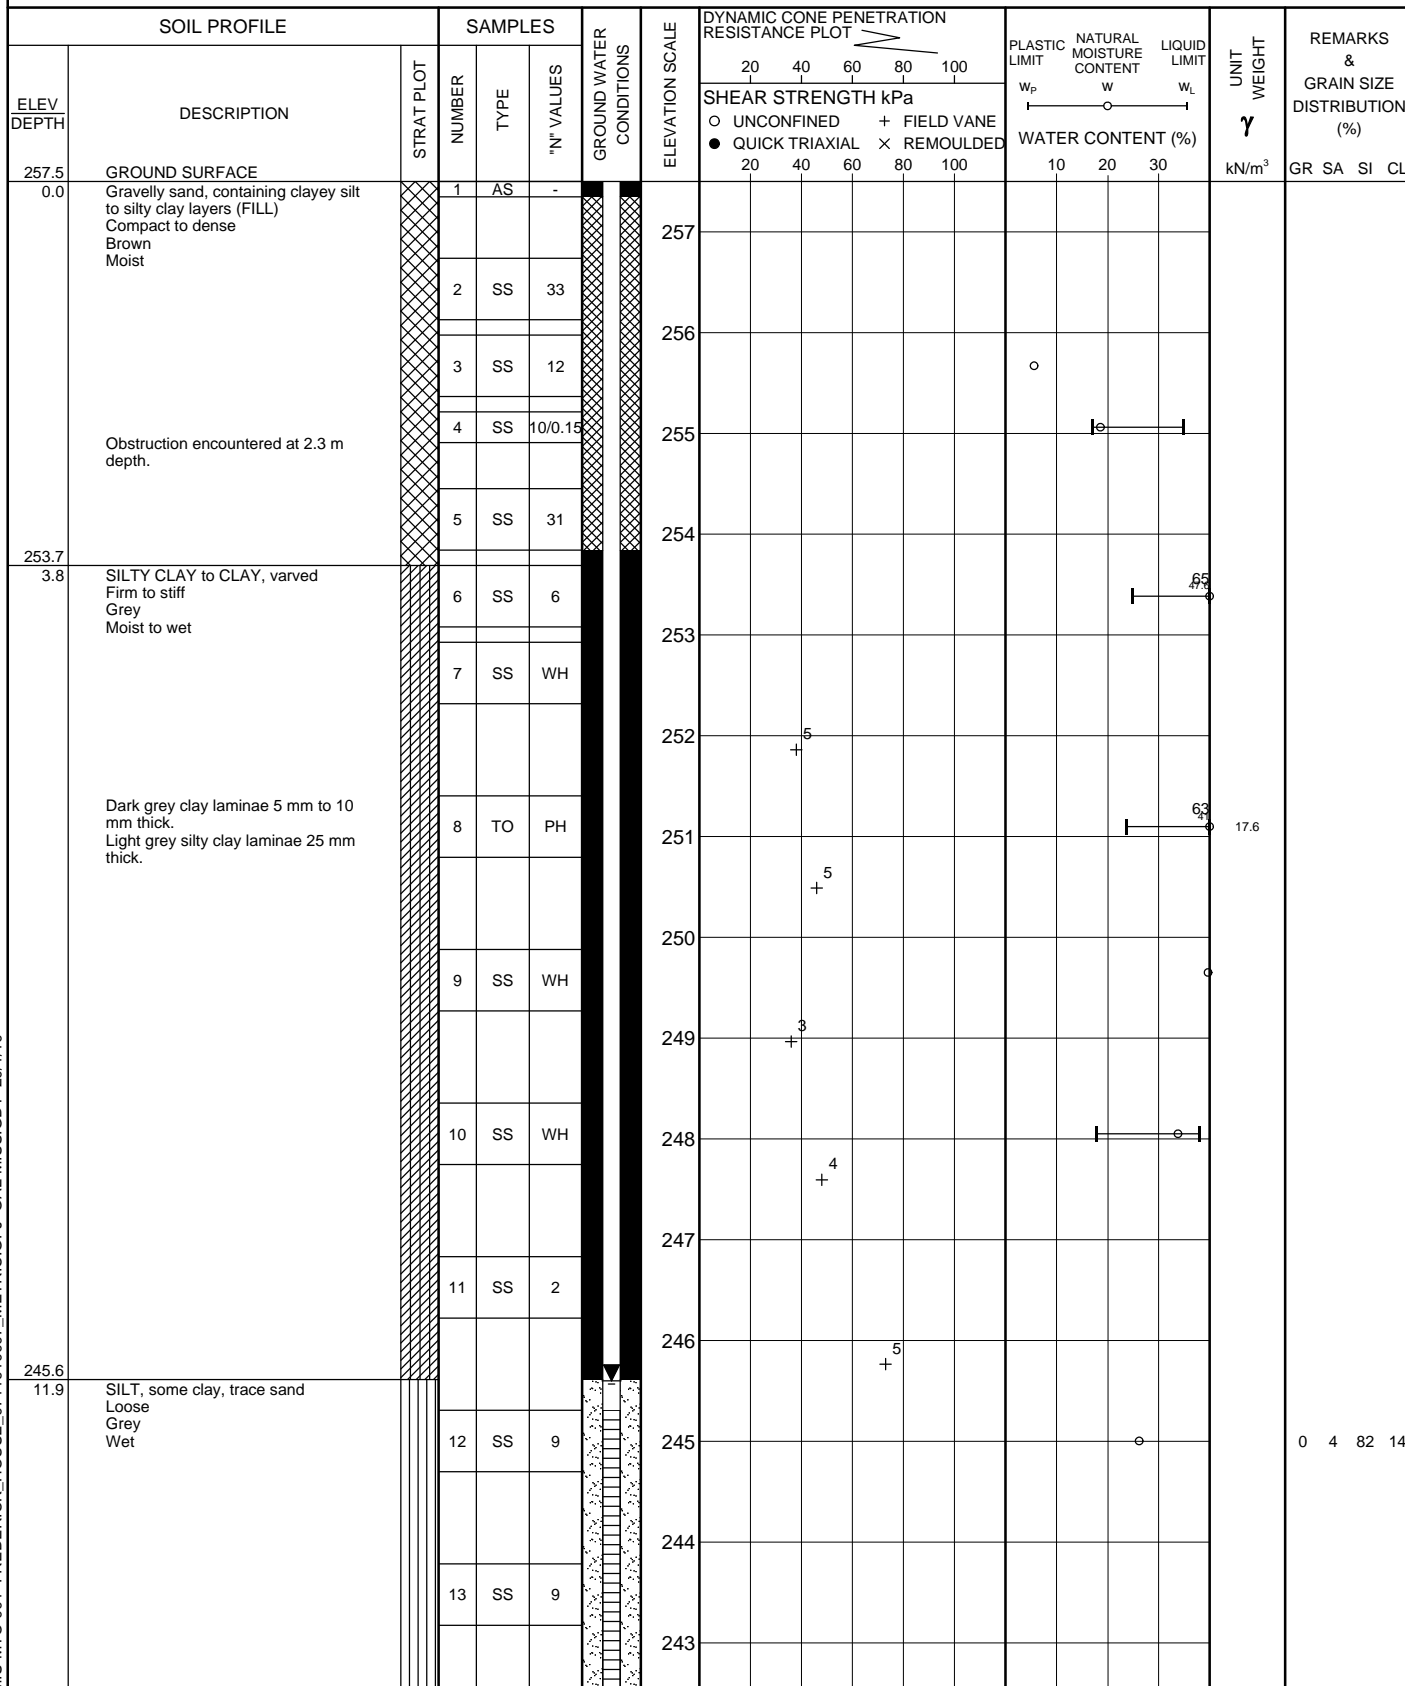 SOIL PROFILE
SAMPLES
GROUND WATER CONDITIONS
ELEVATION SCALE
DYNAMIC CONE PENETRATION
RESISTANCE PLOT
20 40 60 80 100
SHEAR STRENGTH kPa
○ UNCONFINED + FIELD VANE
● QUICK TRIAXIAL × REMOULDED
20 40 60 80 100
PLASTIC LIMIT
NATURAL MOISTURE CONTENT
LIQUID LIMIT
WP W WL
WATER CONTENT (%)
10 20 30
UNIT WEIGHT
γ
kN/m³
REMARKS
&
GRAIN SIZE
DISTRIBUTION
(%)
GR SA SI CL
ELEV
DEPTH
DESCRIPTION
STRAT PLOT
NUMBER
TYPE
"N" VALUES
257.5 GROUND SURFACE
0.0 Gravelly sand, containing clayey silt
to silty clay layers (FILL)
Compact to dense
Brown
Moist
1 AS -
257
2 SS 33
256
3 SS 12
4 SS 10/0.15
255
Obstruction encountered at 2.3 m
depth.
5 SS 31
254
253.7
3.8 SILTY CLAY to CLAY, varved
Firm to stiff
Grey
Moist to wet
6 SS 6
65
253
7 SS WH
252
5
Dark grey clay laminae 5 mm to 10
mm thick.
Light grey silty clay laminae 25 mm
thick.
8 TO PH
63
41
251
17.6
5
250
9 SS WH
3
249
10 SS WH
248
4
247
11 SS 2
246
5
245.6
11.9 SILT, some clay, trace sand
Loose
Grey
Wet
12 SS 9
245
0 4 82 14
244
13 SS 9
243